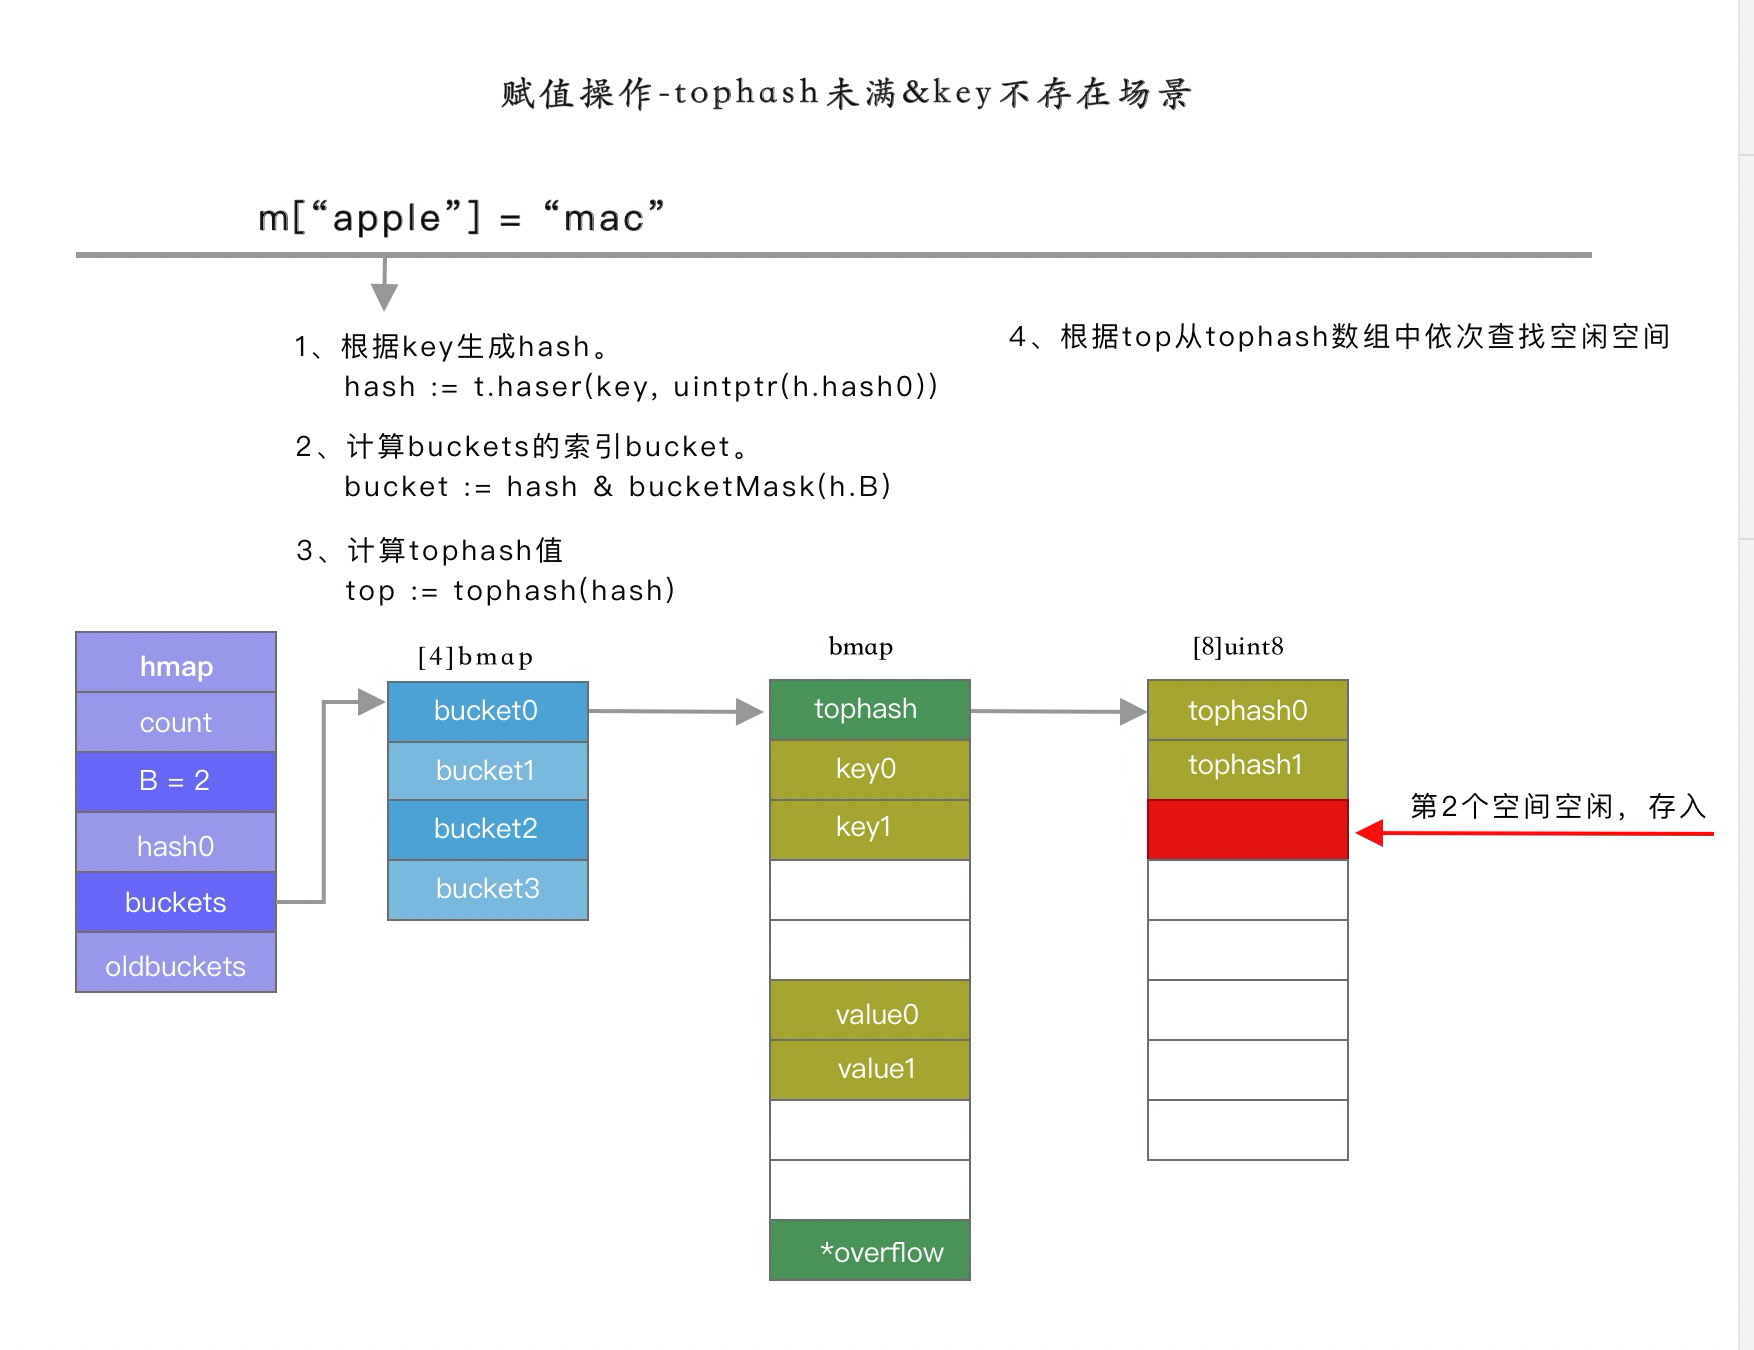 赋值操作-tophash未满&key不存在场景
m[“apple”] = “mac”
1、根据key生成hash。
hash := t.haser(key, uintptr(h.hash0))
2、计算buckets的索引bucket。
bucket := hash & bucketMask(h.B)
3、计算tophash值
top := tophash(hash)
4、根据top从tophash数组中依次查找空闲空间
hmap
count
B = 2
hash0
buckets
oldbuckets
[4]bmap
bucket0
bucket1
bucket2
bucket3
bmap
tophash
key0
key1
value0
value1
*overflow
[8]uint8
tophash0
tophash1
第2个空间空闲，存入